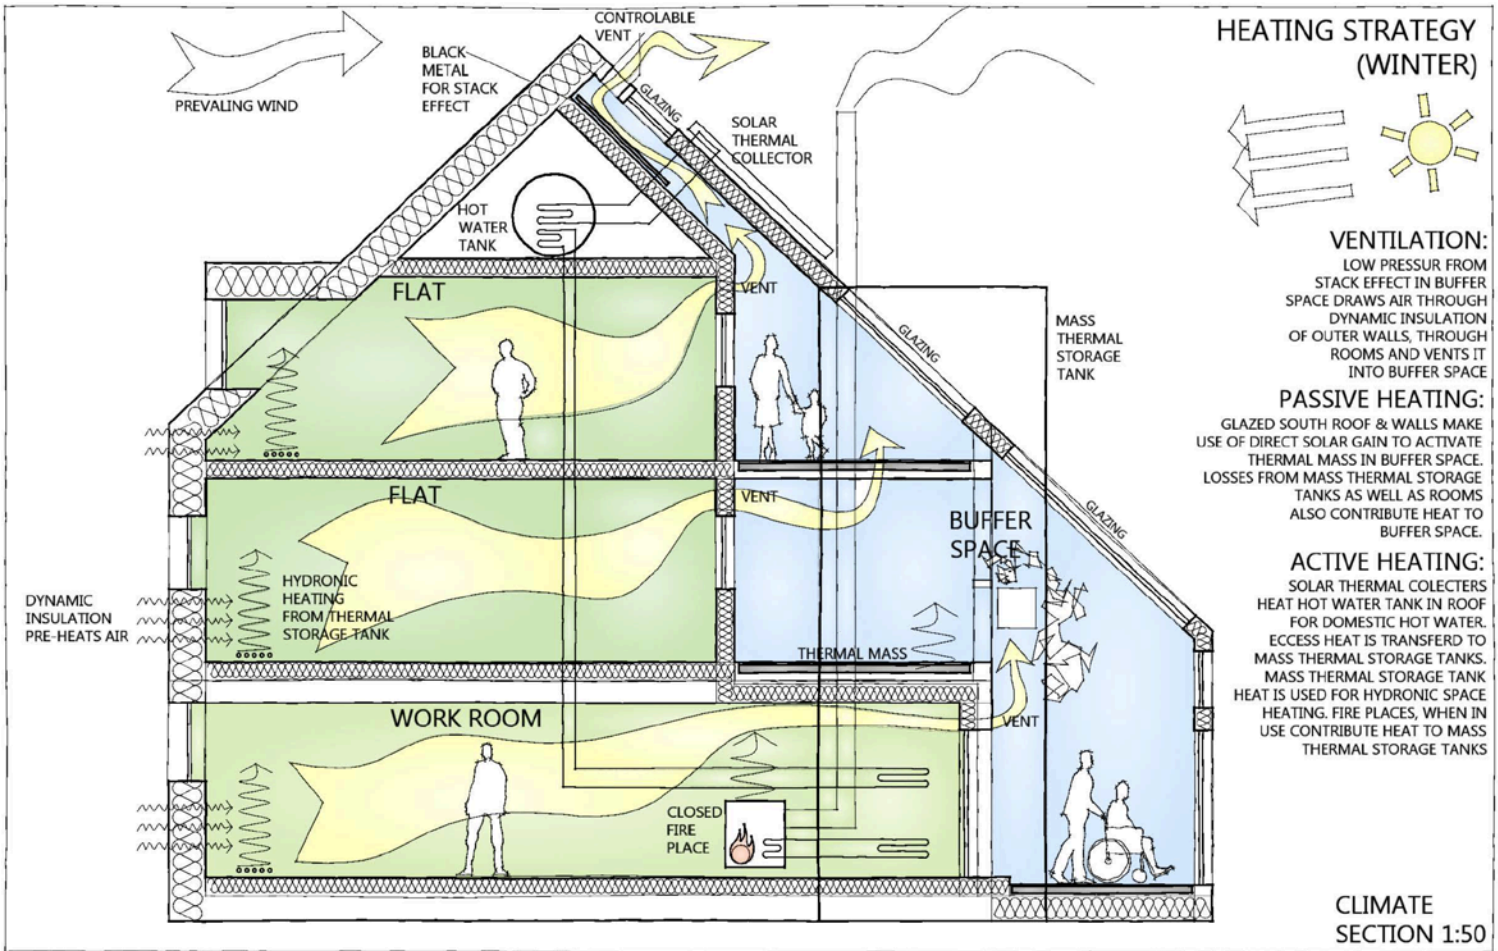 HEATING STRATEGY
(WINTER)
CONTROLABLE
VENT
BLACK
METAL
FOR STACK
EFFECT
PREVALING WIND
GLAZING
SOLAR
THERMAL
COLLECTOR
HOT
WATER
TANK
FLAT
VENT
GLAZING
MASS
THERMAL
STORAGE
TANK
VENTILATION:
LOW PRESSUR FROM
STACK EFFECT IN BUFFER
SPACE DRAWS AIR THROUGH
DYNAMIC INSULATION
OF OUTER WALLS, THROUGH
ROOMS AND VENTS IT
INTO BUFFER SPACE
PASSIVE HEATING:
GLAZED SOUTH ROOF & WALLS MAKE
USE OF DIRECT SOLAR GAIN TO ACTIVATE
THERMAL MASS IN BUFFER SPACE.
LOSSES FROM MASS THERMAL STORAGE
TANKS AS WELL AS ROOMS
ALSO CONTRIBUTE HEAT TO
BUFFER SPACE.
FLAT
VENT
GLAZING
BUFFER
SPACE
HYDRONIC
HEATING
FROM THERMAL
STORAGE TANK
DYNAMIC
INSULATION
PRE-HEATS AIR
THERMAL MASS
ACTIVE HEATING:
SOLAR THERMAL COLECTERS
HEAT HOT WATER TANK IN ROOF
FOR DOMESTIC HOT WATER.
ECCESS HEAT IS TRANSFERD TO
MASS THERMAL STORAGE TANKS.
MASS THERMAL STORAGE TANK
HEAT IS USED FOR HYDRONIC SPACE
HEATING. FIRE PLACES, WHEN IN
USE CONTRIBUTE HEAT TO MASS
THERMAL STORAGE TANKS
WORK ROOM
VENT
CLOSED
FIRE
PLACE
CLIMATE
SECTION 1:50